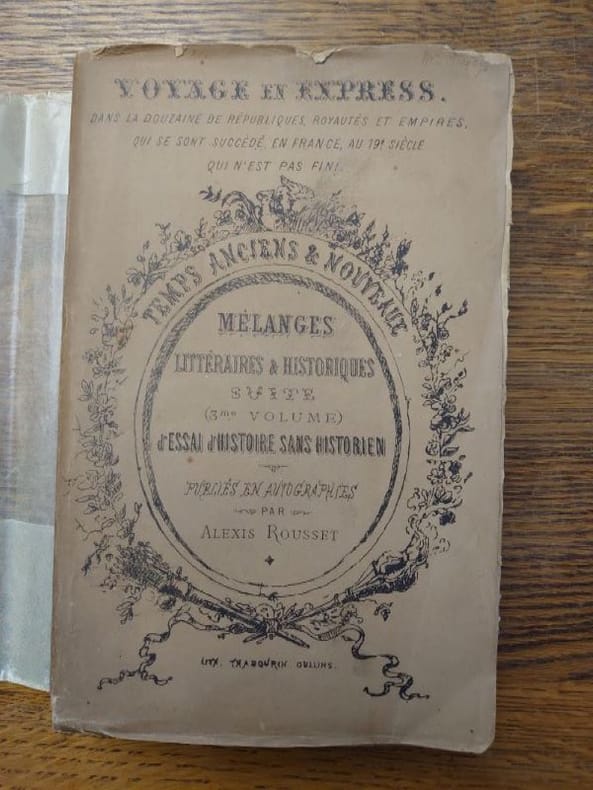 VOYAGE EN EXPRESS.
DANS LA DOUZAINE DE RÉPUBLIQUES, ROYAUTÉS ET EMPIRES,
QUI SE SONT SUCCÉDÉ, EN FRANCE, AU 19e SIÈCLE
QUI N'EST PAS FINI.
TEMPS ANCIENS & NOUVEAUX
MÉLANGES
LITTÉRAIRES & HISTORIQUES
SUITE
(3me VOLUME)
d'ESSAI d'HISTOIRE SANS HISTORIEN
PUBLIÉS EN AUTOGRAPHIES
PAR
ALEXIS ROUSSET
LITH. THABOURIN. OULLINS.